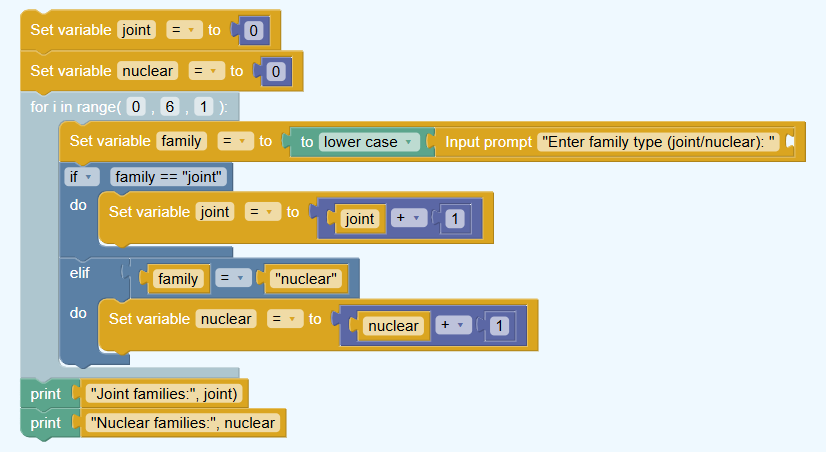 Set variable joint = to 0
Set variable nuclear = to 0
for i in range( 0 , 6 , 1 ):
Set variable family = to to lower case Input prompt "Enter family type (joint/nuclear): "
if family == "joint"
do Set variable joint = to joint + 1
elif family = "nuclear"
do Set variable nuclear = to nuclear + 1
print "Joint families:", joint)
print "Nuclear families:", nuclear